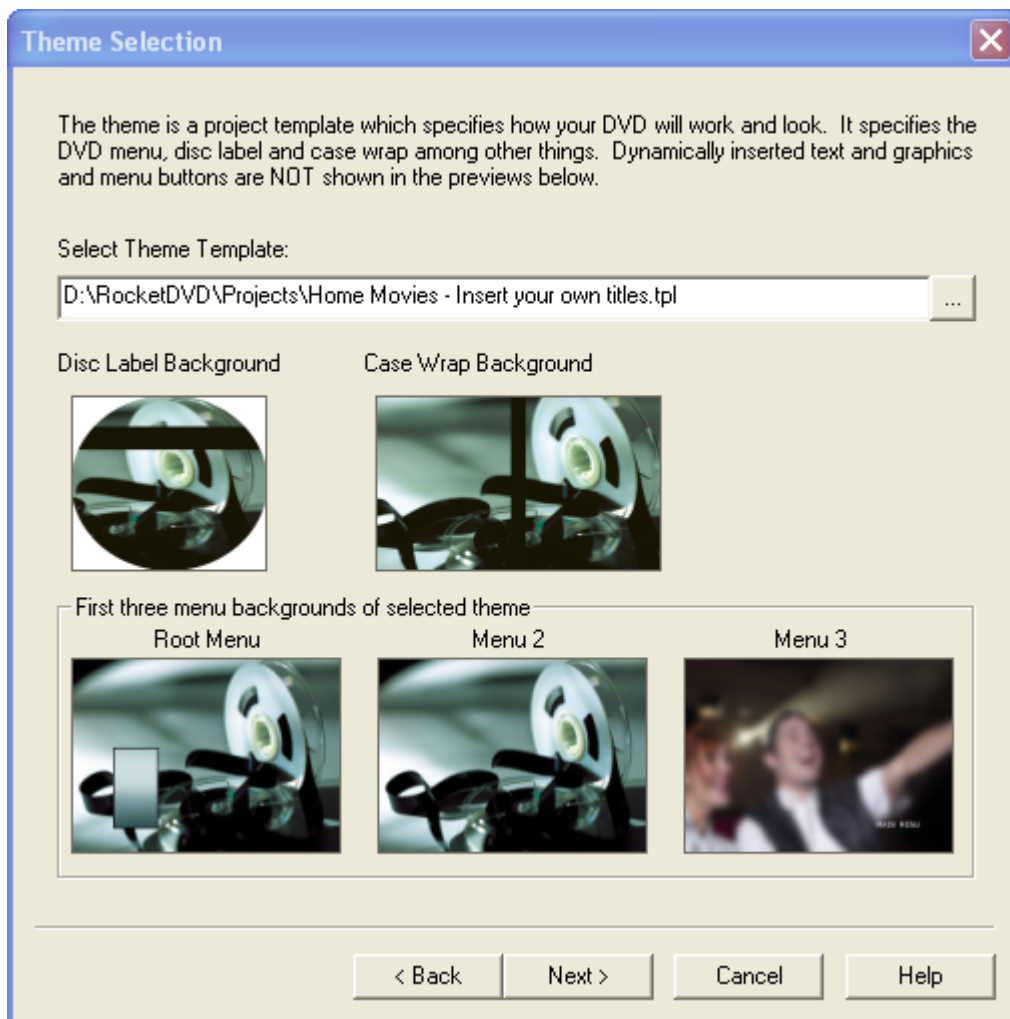 Theme Selection
The theme is a project template which specifies how your DVD will work and look.  It specifies the
DVD menu, disc label and case wrap among other things.  Dynamically inserted text and graphics
and menu buttons are NOT shown in the previews below.
Select Theme Template:
D:\RocketDVD\Projects\Home Movies - Insert your own titles.tpl
...
Disc Label Background
Case Wrap Background
First three menu backgrounds of selected theme
Root Menu
Menu 2
Menu 3
MAIN MENU
< Back
Next >
Cancel
Help